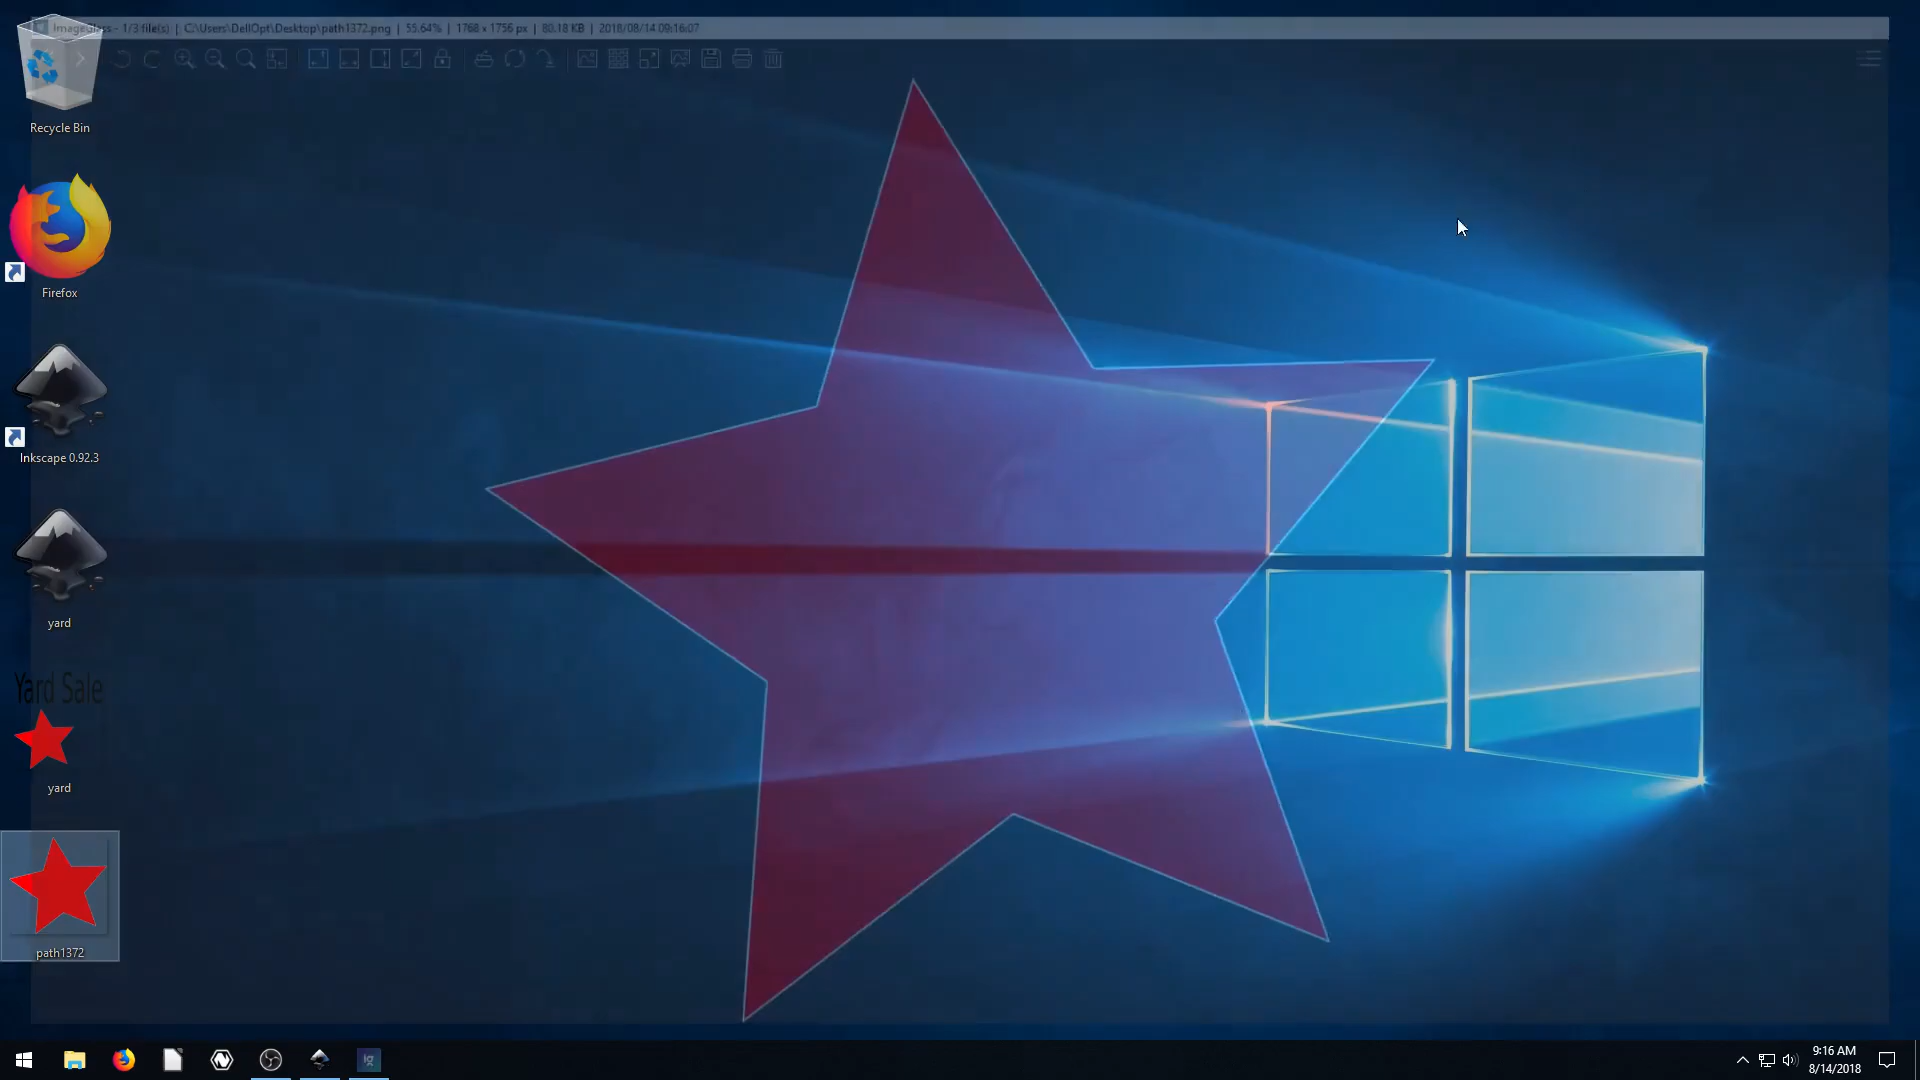 ImageGlass - 1/3 file(s) | C:\Users\DellOpt\Desktop\path1372.png | 55.64% | 1768 x 1756 px | 80.18 KB | 2018/08/14 09:16:07
Recycle Bin
Firefox
Inkscape 0.92.3
yard
Yard Sale
yard
path1372
ig
9:16 AM
8/14/2018